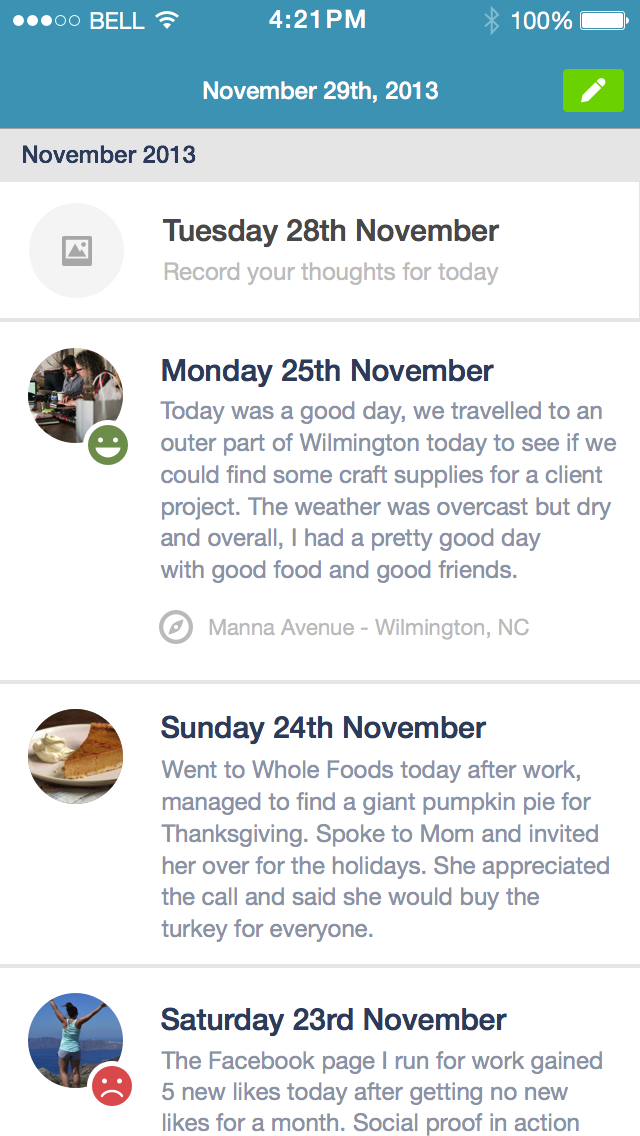 BELL 4:21PM 100%
November 29th, 2013
November 2013
Tuesday 28th November
Record your thoughts for today
Monday 25th November
Today was a good day, we travelled to an
outer part of Wilmington today to see if we
could find some craft supplies for a client
project. The weather was overcast but dry
and overall, I had a pretty good day
with good food and good friends.
Manna Avenue - Wilmington, NC
Sunday 24th November
Went to Whole Foods today after work,
managed to find a giant pumpkin pie for
Thanksgiving. Spoke to Mom and invited
her over for the holidays. She appreciated
the call and said she would buy the
turkey for everyone.
Saturday 23rd November
The Facebook page I run for work gained
5 new likes today after getting no new
likes for a month. Social proof in action